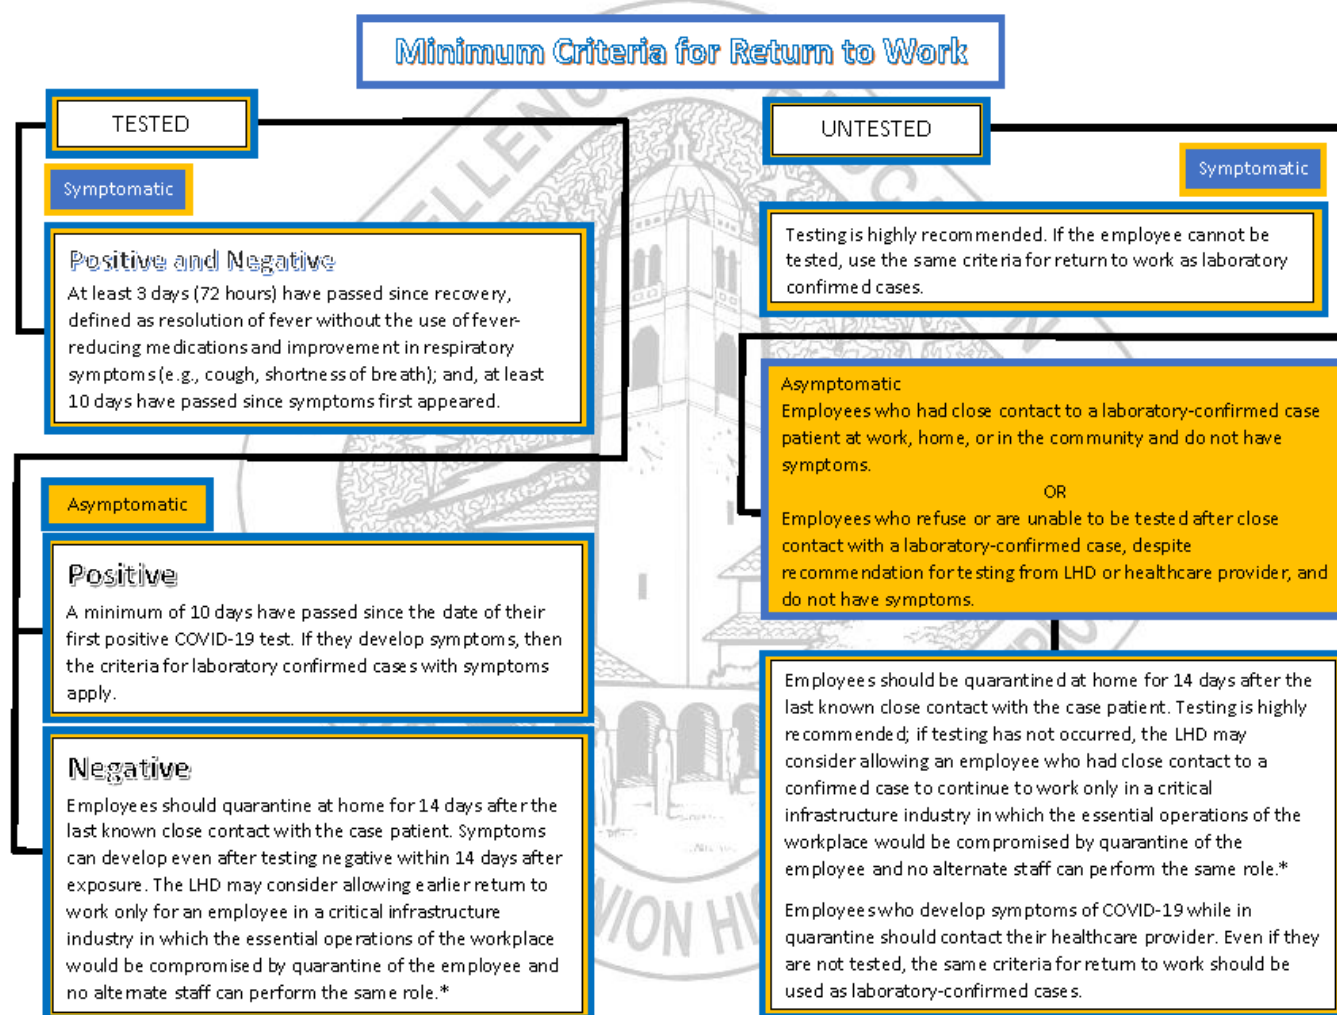 Minimum Criteria for Return to Work
TESTED
Symptomatic
Positive and Negative
At least 3 days (72 hours) have passed since recovery,
defined as resolution of fever without the use of fever-
reducing medications and improvement in respiratory
symptoms (e.g., cough, shortness of breath); and, at least
10 days have passed since symptoms first appeared.
Asymptomatic
Positive
A minimum of 10 days have passed since the date of their
first positive COVID-19 test. If they develop symptoms, then
the criteria for laboratory confirmed cases with symptoms
apply.
Negative
Employees should quarantine at home for 14 days after the
last known close contact with the case patient. Symptoms
can develop even after testing negative within 14 days after
exposure. The LHD may consider allowing earlier return to
work only for an employee in a critical infrastructure
industry in which the essential operations of the workplace
would be compromised by quarantine of the employee and
no alternate staff can perform the same role.*
UNTESTED
Symptomatic
Testing is highly recommended. If the employee cannot be
tested, use the same criteria for return to work as laboratory
confirmed cases.
Asymptomatic
Employees who had close contact to a laboratory-confirmed case
patient at work, home, or in the community and do not have
symptoms.
OR
Employees who refuse or are unable to be tested after close
contact with a laboratory-confirmed case, despite
recommendation for testing from LHD or healthcare provider, and
do not have symptoms.
Employees should be quarantined at home for 14 days after the
last known close contact with the case patient. Testing is highly
recommended; if testing has not occurred, the LHD may
consider allowing an employee who had close contact to a
confirmed case to continue to work only in a critical
infrastructure industry in which the essential operations of the
workplace would be compromised by quarantine of the
employee and no alternate staff can perform the same role.*
Employees who develop symptoms of COVID-19 while in
quarantine should contact their healthcare provider. Even if they
are not tested, the same criteria for return to work should be
used as laboratory-confirmed cases.